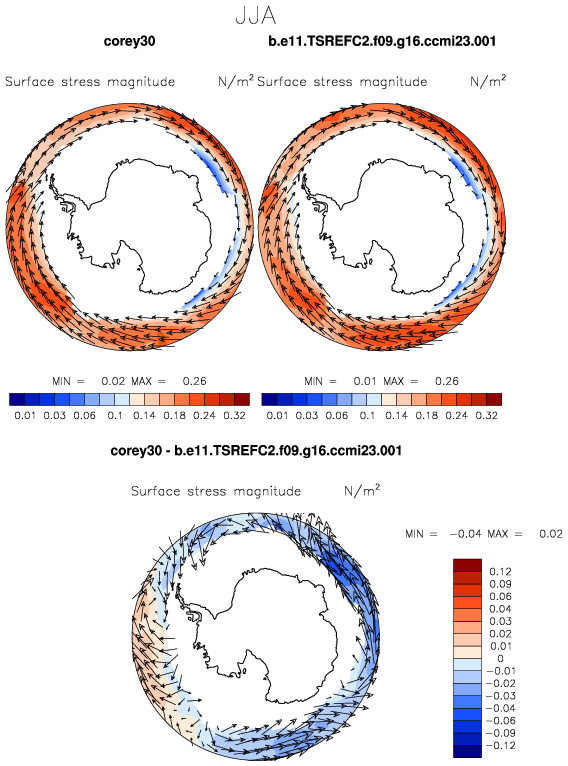 JJA
corey30 b.e11.TSREFC2.f09.g16.ccmi23.001
Surface stress magnitude N/m² Surface stress magnitude N/m²
MIN = 0.02 MAX = 0.26 MIN = 0.01 MAX = 0.26
0.01 0.03 0.06 0.1 0.14 0.18 0.24 0.32 0.01 0.03 0.06 0.1 0.14 0.18 0.24 0.32
corey30 - b.e11.TSREFC2.f09.g16.ccmi23.001
Surface stress magnitude N/m²
MIN = -0.04 MAX = 0.02
0.12
0.09
0.06
0.04
0.03
0.02
0.01
0
-0.01
-0.02
-0.03
-0.04
-0.06
-0.09
-0.12